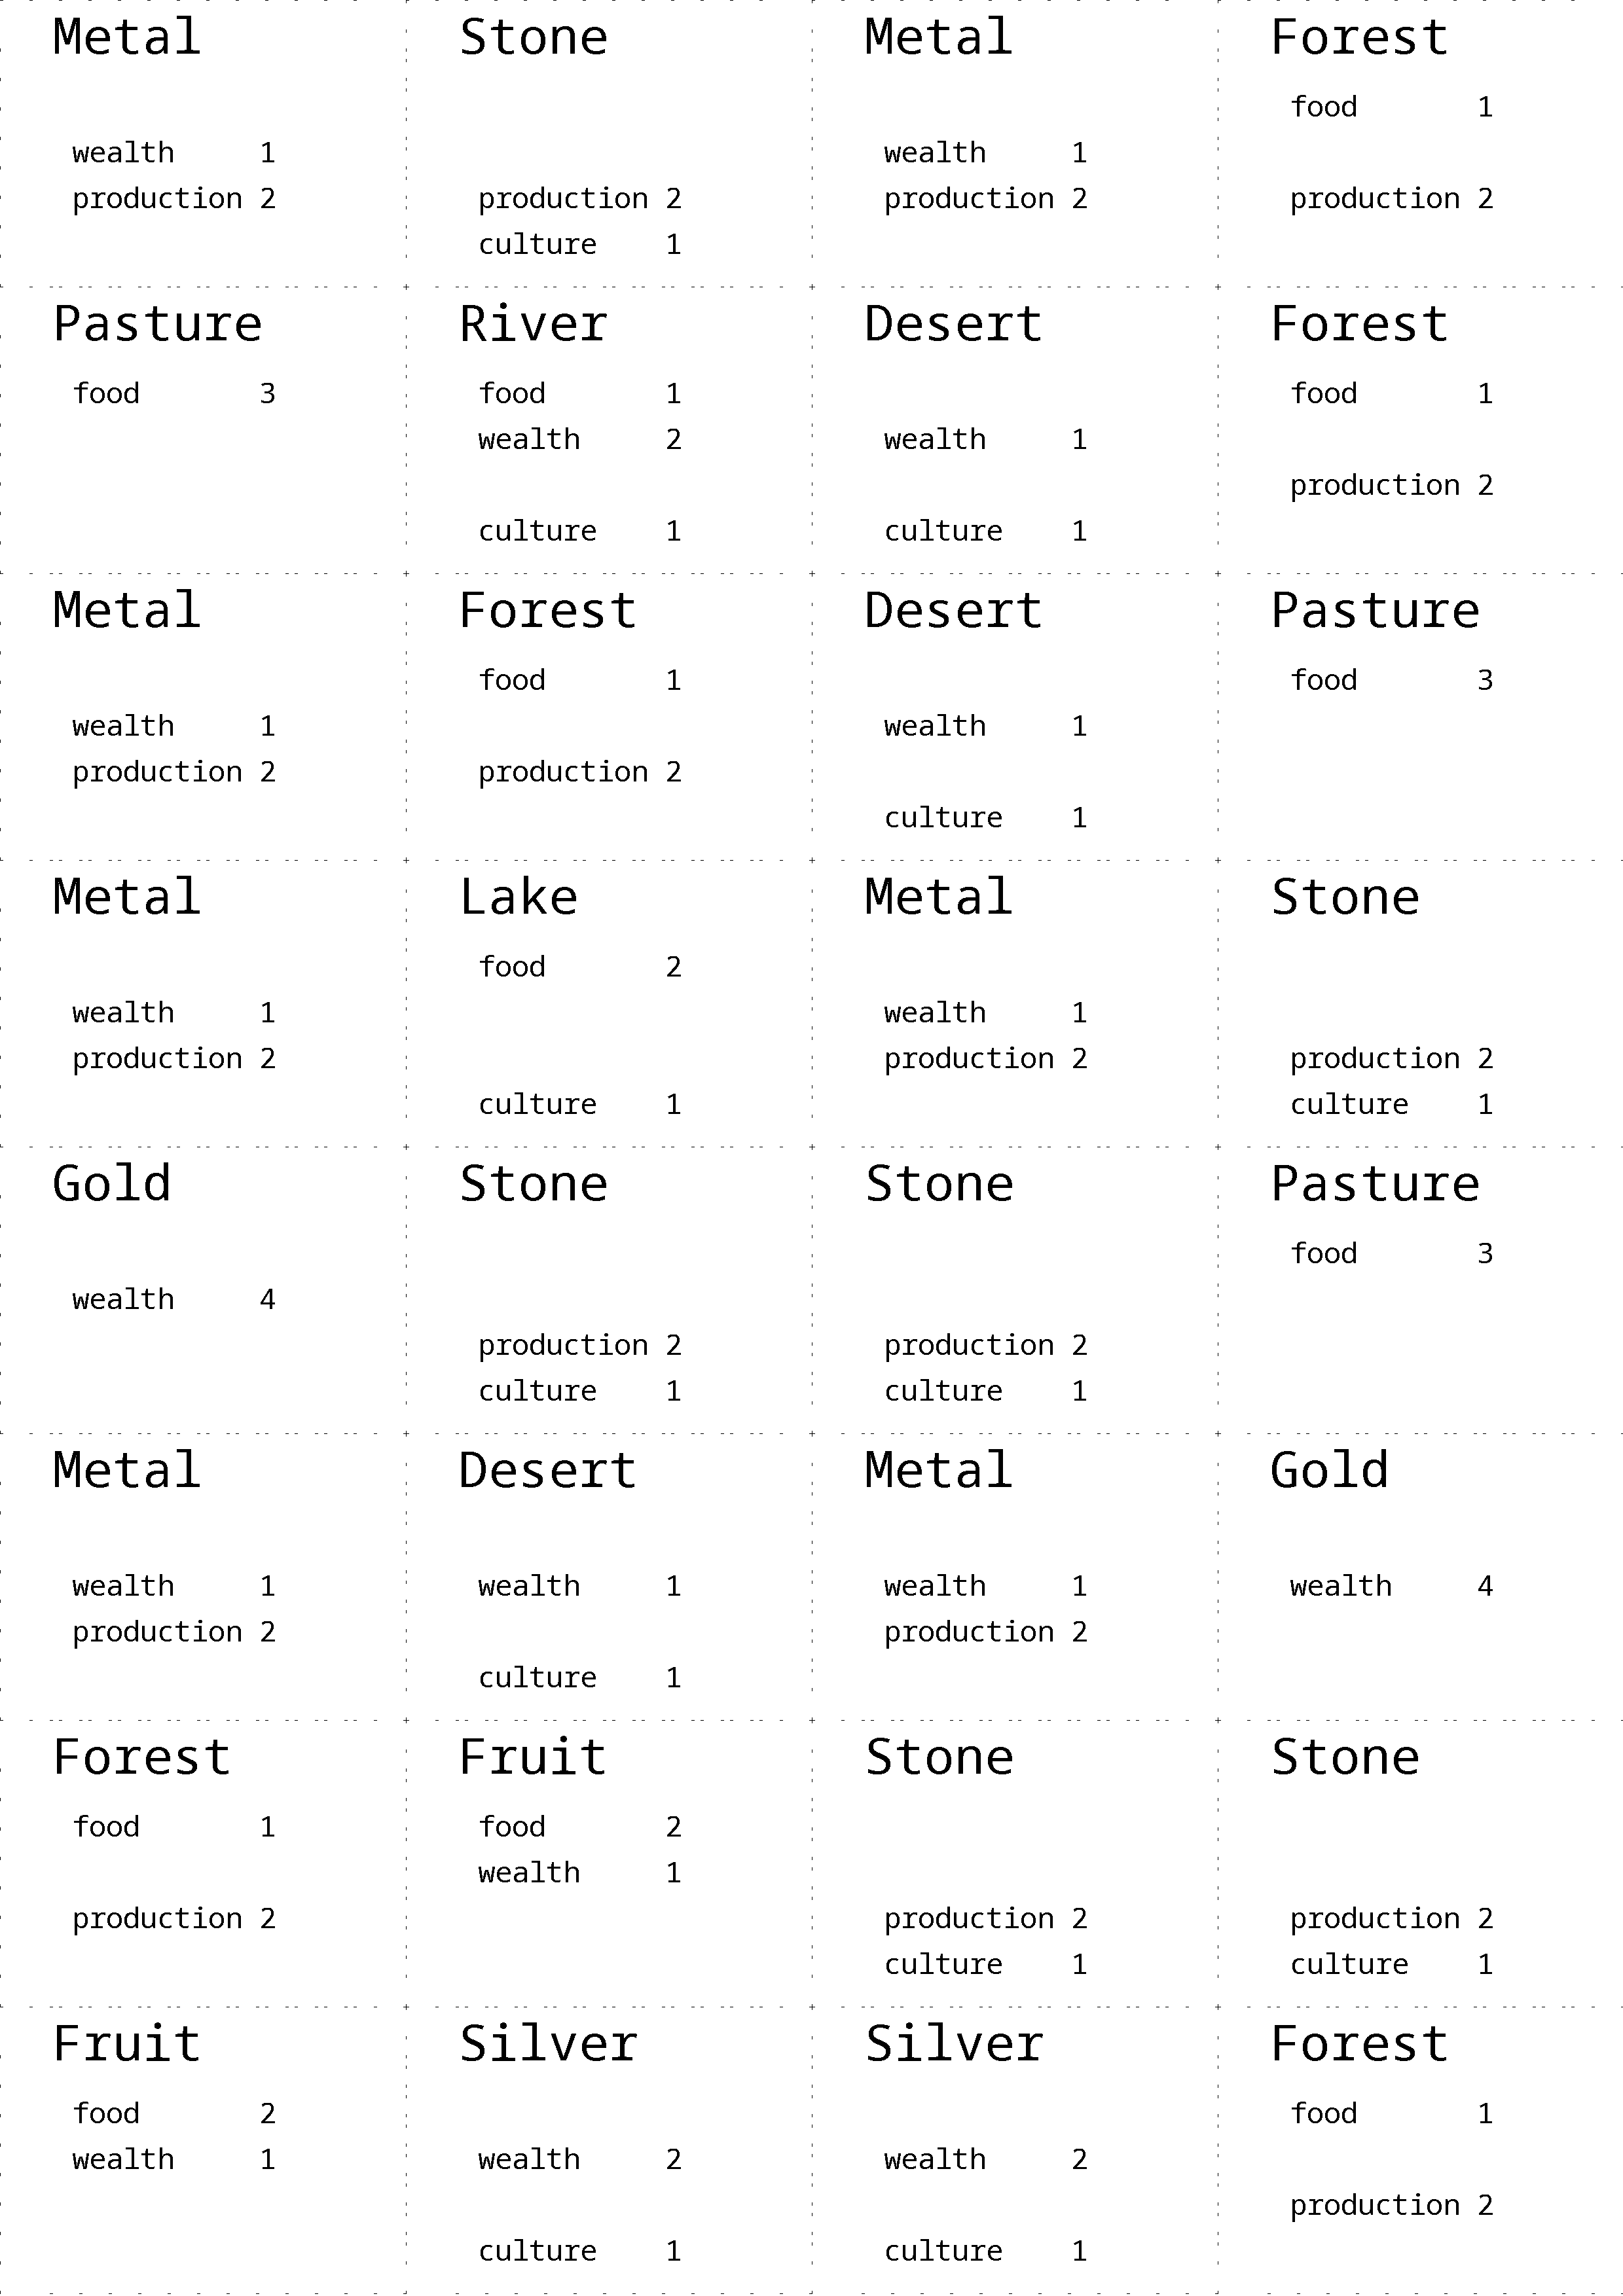 Metal
wealth 1
production 2
Stone
production 2
culture 1
Metal
wealth 1
production 2
Forest
food 1
production 2
Pasture
food 3
River
food 1
wealth 2
culture 1
Desert
wealth 1
culture 1
Forest
food 1
production 2
Metal
wealth 1
production 2
Forest
food 1
production 2
Desert
wealth 1
culture 1
Pasture
food 3
Metal
wealth 1
production 2
Lake
food 2
culture 1
Metal
wealth 1
production 2
Stone
production 2
culture 1
Gold
wealth 4
Stone
production 2
culture 1
Stone
production 2
culture 1
Pasture
food 3
Metal
wealth 1
production 2
Desert
wealth 1
culture 1
Metal
wealth 1
production 2
Gold
wealth 4
Forest
food 1
production 2
Fruit
food 2
wealth 1
Stone
production 2
culture 1
Stone
production 2
culture 1
Fruit
food 2
wealth 1
Silver
wealth 2
culture 1
Silver
wealth 2
culture 1
Forest
food 1
production 2